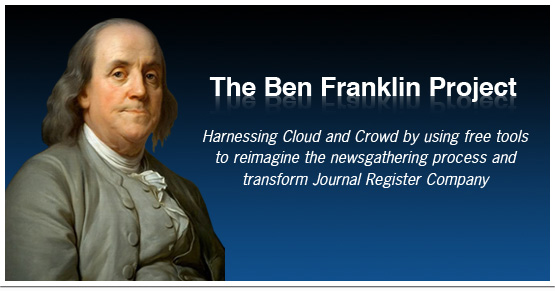 The Ben Franklin Project
Harnessing Cloud and Crowd by using free tools
to reimagine the newsgathering process and
transform Journal Register Company